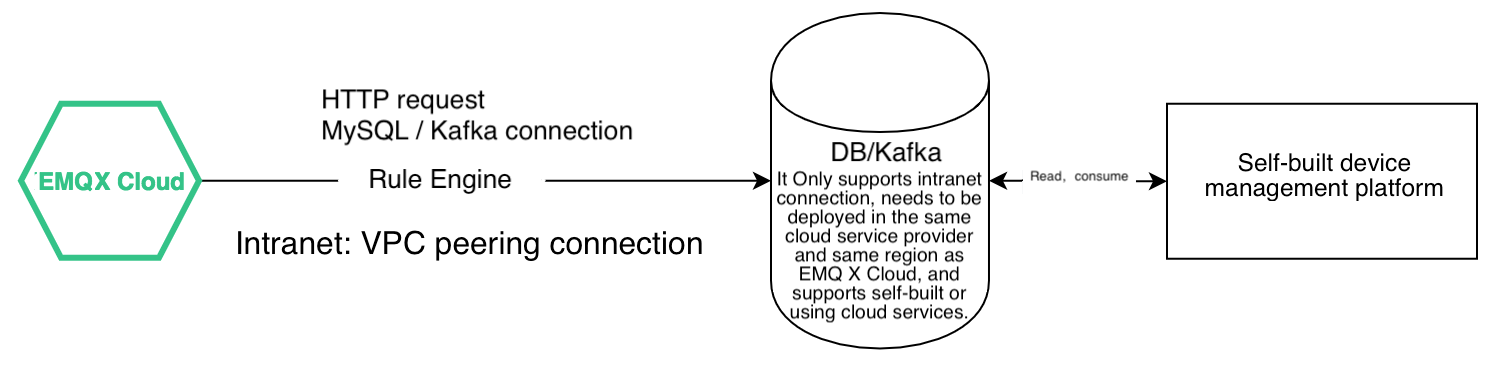 HTTP request
MySQL / Kafka connection
EMQX Cloud
Rule Engine
Intranet: VPC peering connection
DB/Kafka
It Only supports intranet
connection, needs to be
deployed in the same
cloud service provider
and same region as
EMQ X Cloud, and
supports self-built or
using cloud services.
Read, consume
Self-built device
management platform